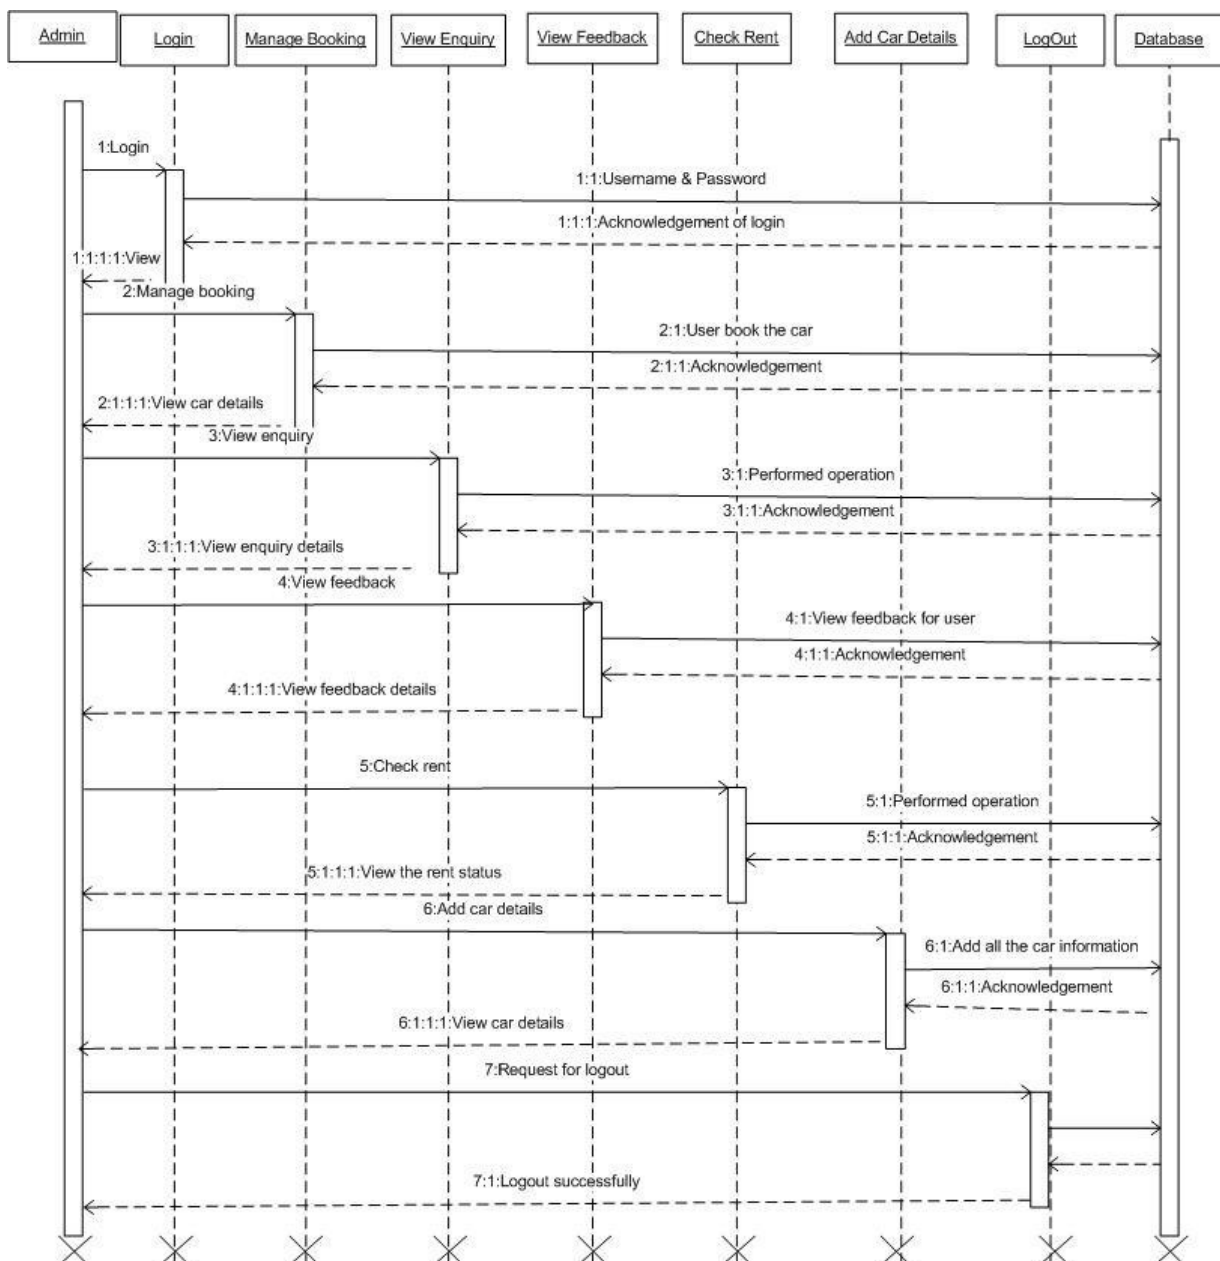 Admin
Login
Manage Booking
View Enquiry
View Feedback
Check Rent
Add Car Details
LogOut
Database
1:Login
1:1:Username & Password
1:1:1:Acknowledgement of login
1:1:1:1:View
2:Manage booking
2:1:User book the car
2:1:1:Acknowledgement
2:1:1:1:View car details
3:View enquiry
3:1:Performed operation
3:1:1:Acknowledgement
3:1:1:1:View enquiry details
4:View feedback
4:1:View feedback for user
4:1:1:Acknowledgement
4:1:1:1:View feedback details
5:Check rent
5:1:Performed operation
5:1:1:Acknowledgement
5:1:1:1:View the rent status
6:Add car details
6:1:Add all the car information
6:1:1:Acknowledgement
6:1:1:1:View car details
7:Request for logout
7:1:Logout successfully